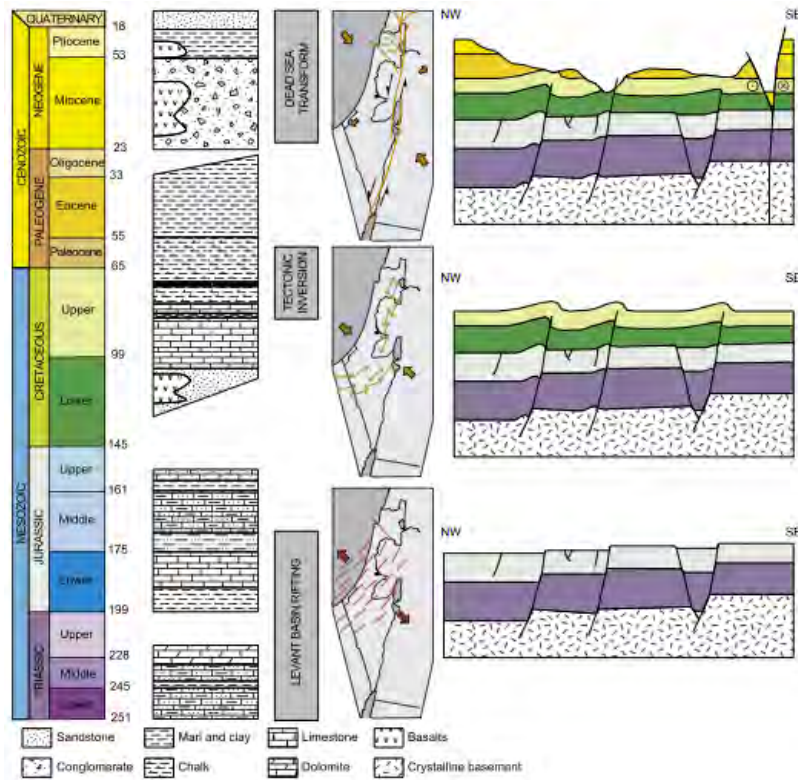 QUATERNARY
18
Pliocene
53
NEOGENE
Miocene
23
CENOZOIC
Oligocene
33
PALEOGENE
Eocene
55
Paleocene
65
Upper
99
CRETACEOUS
Lower
145
Upper
161
MESOZOIC
JURASSIC
Middle
175
Lower
199
Upper
228
TRIASSIC
Middle
245
251
DEAD SEA
TRANSFORM
NW
SE
TECTONIC
INVERSION
NW
SE
LEVANT BASIN RIFTING
NW
SE
Sandstone
Marl and clay
Limestone
Basalts
Conglomerate
Chalk
Dolomite
Crystalline basement